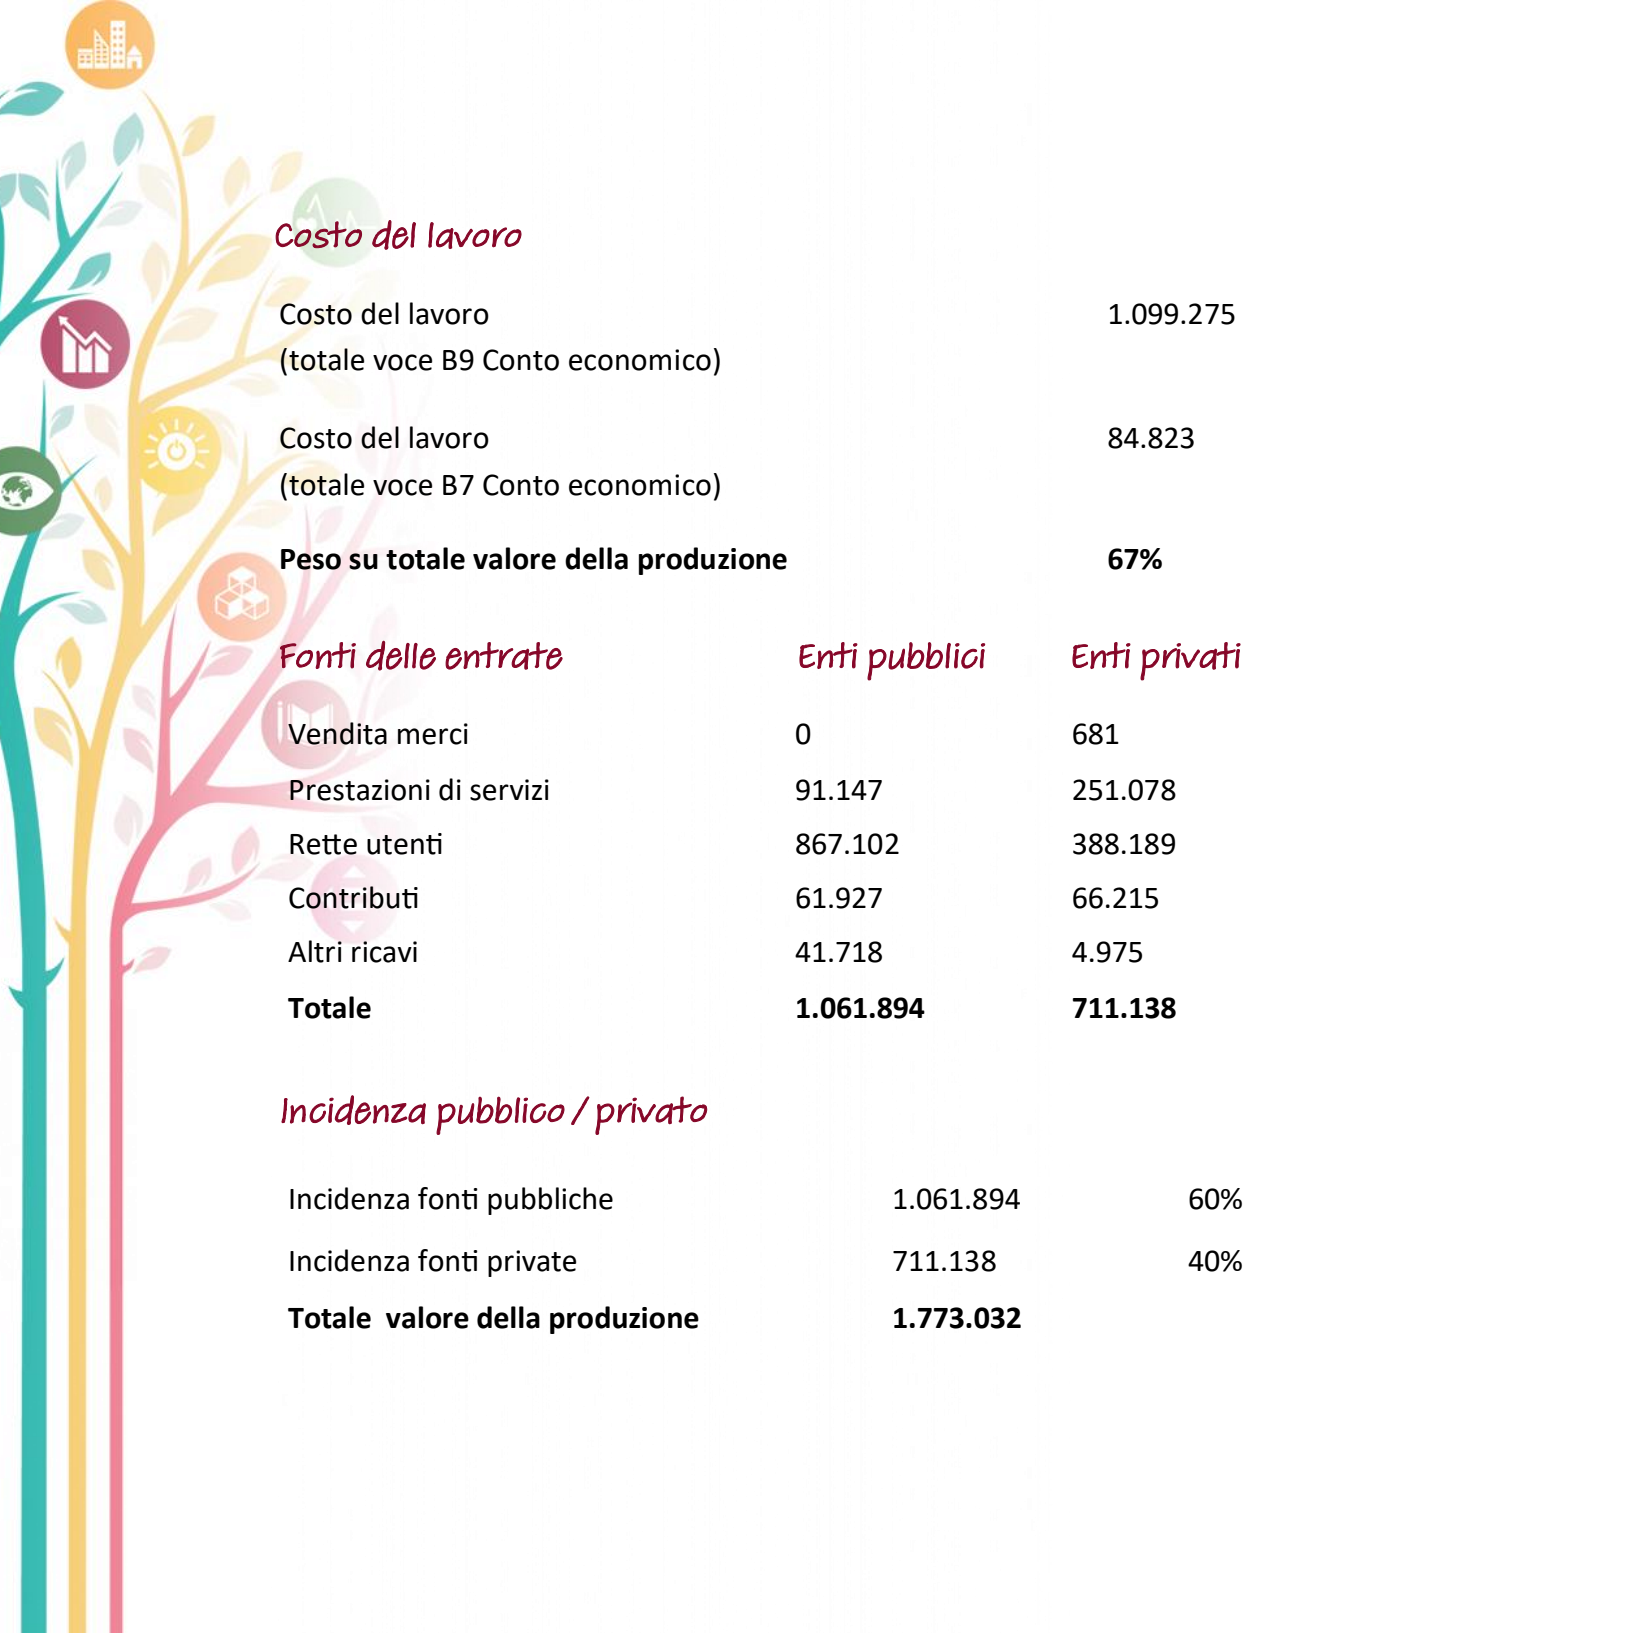 Costo del lavoro
Costo del lavoro 1.099.275
(totale voce B9 Conto economico)
Costo del lavoro 84.823
(totale voce B7 Conto economico)
Peso su totale valore della produzione 67%
Fonti delle entrate Enti pubblici Enti privati
Vendita merci 0 681
Prestazioni di servizi 91.147 251.078
Rette utenti 867.102 388.189
Contributi 61.927 66.215
Altri ricavi 41.718 4.975
Totale 1.061.894 711.138
Incidenza pubblico / privato
Incidenza fonti pubbliche 1.061.894 60%
Incidenza fonti private 711.138 40%
Totale valore della produzione 1.773.032